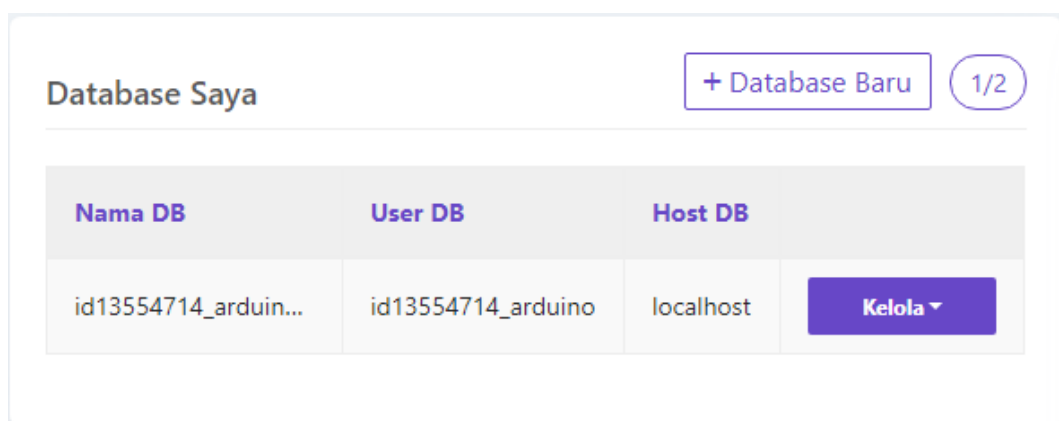 Database Saya + Database Baru 1/2
Nama DB User DB Host DB
id13554714_arduin... id13554714_arduino localhost Kelola